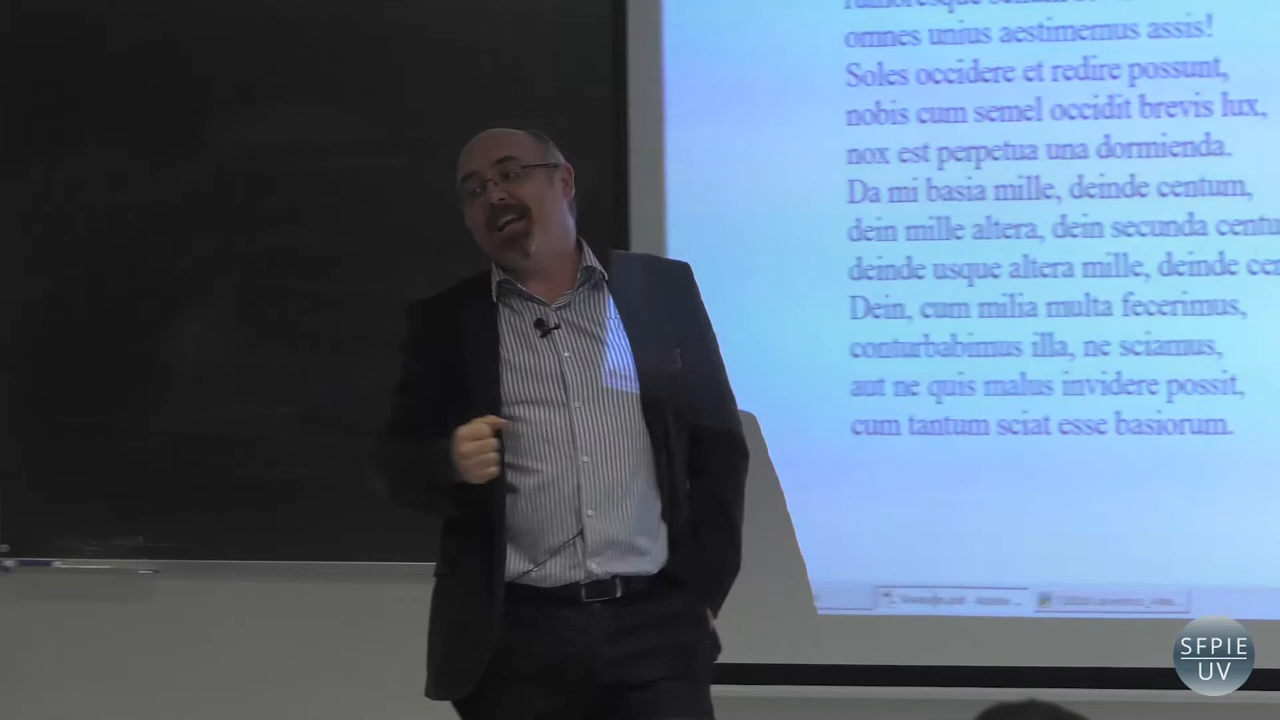 omnes unius aestimemus assis!
Soles occidere et redire possunt,
nobis cum semel occidit brevis lux,
nox est perpetua una dormienda.
Da mi basia mille, deinde centum,
dein mille altera, dein secunda centu
deinde usque altera mille, deinde cen
Dein, cum milia multa fecerimus,
conturbabimus illa, ne sciamus,
aut ne quis malus invidere possit,
cum tantum sciat esse basiorum.
SFPIE
UV